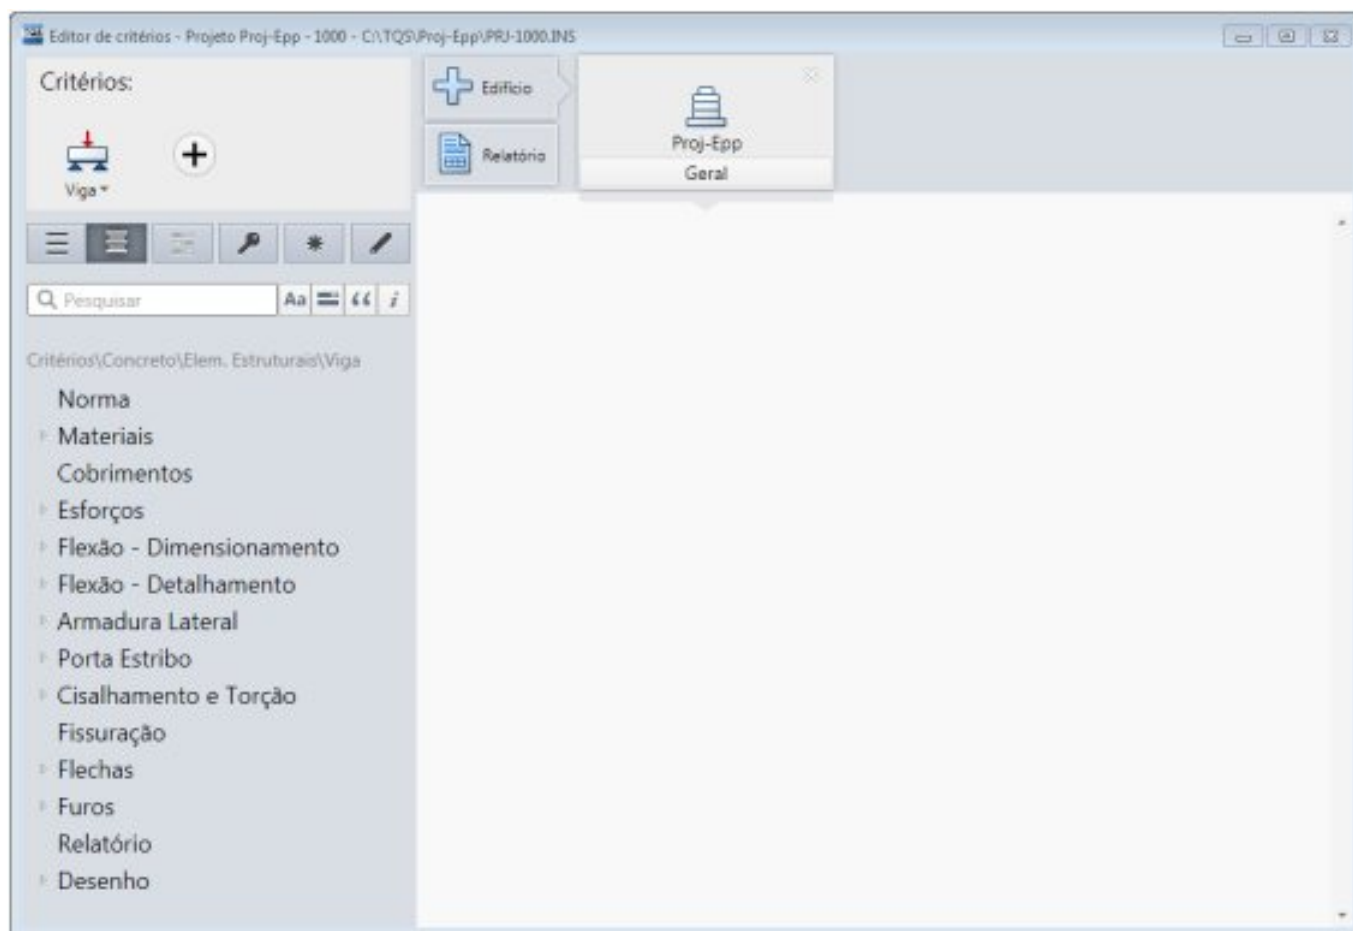 Editor de critérios - Projeto Proj-Epp - 1000 - C:\TQS\Proj-Epp\PRJ-1000.INS
Critérios:
Viga
Edifício
Relatório
Proj-Epp
Geral
Pesquisar
Aa
“
i
Critérios\Concreto\Elem. Estruturais\Viga
Norma
Materiais
Cobrimentos
Esforços
Flexão - Dimensionamento
Flexão - Detalhamento
Armadura Lateral
Porta Estribo
Cisalhamento e Torção
Fissuração
Flechas
Furos
Relatório
Desenho